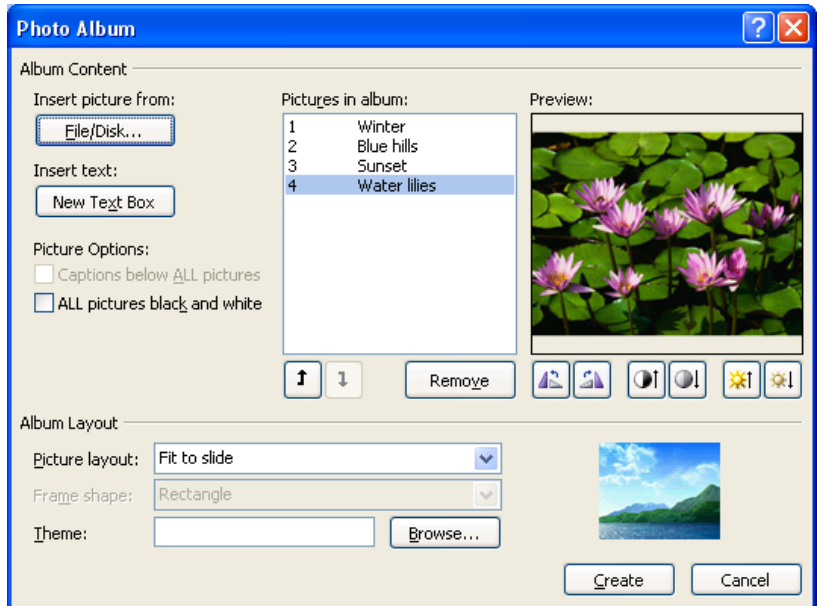 Photo Album
Album Content
Insert picture from:
File/Disk...
Insert text:
New Text Box
Picture Options:
Captions below ALL pictures
ALL pictures black and white
Pictures in album:
1 Winter
2 Blue hills
3 Sunset
4 Water lilies
Remove
Preview:
Album Layout
Picture layout: Fit to slide
Frame shape: Rectangle
Theme: Browse...
Create Cancel